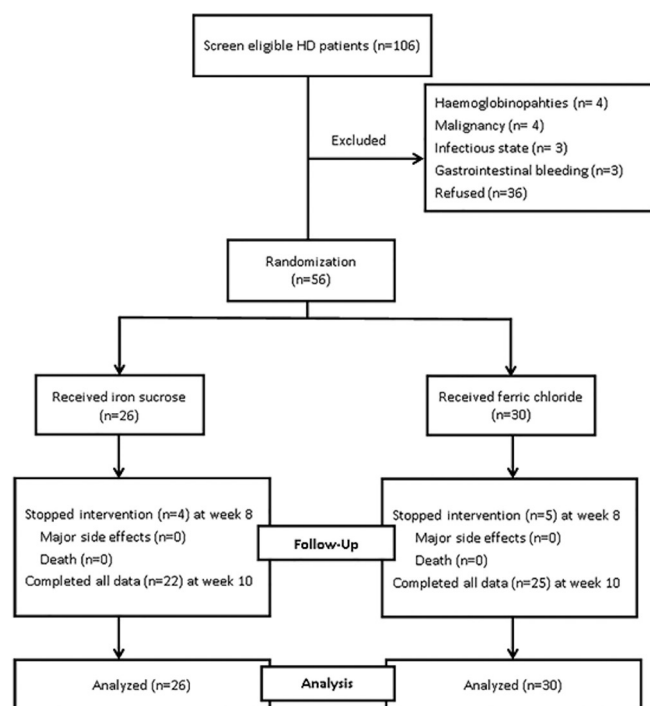 Screen eligible HD patients (n=106)
Haemoglobinopahties (n= 4)
Malignancy (n= 4)
Infectious state (n= 3)
Gastrointestinal bleeding (n=3)
Refused (n=36)
Excluded
Randomization
(n=56)
Received iron sucrose
(n=26)
Received ferric chloride
(n=30)
Stopped intervention (n=4) at week 8
Major side effects (n=0)
Death (n=0)
Completed all data (n=22) at week 10
Follow-Up
Stopped intervention (n=5) at week 8
Major side effects (n=0)
Death (n=0)
Completed all data (n=25) at week 10
Analyzed (n=26)
Analysis
Analyzed (n=30)